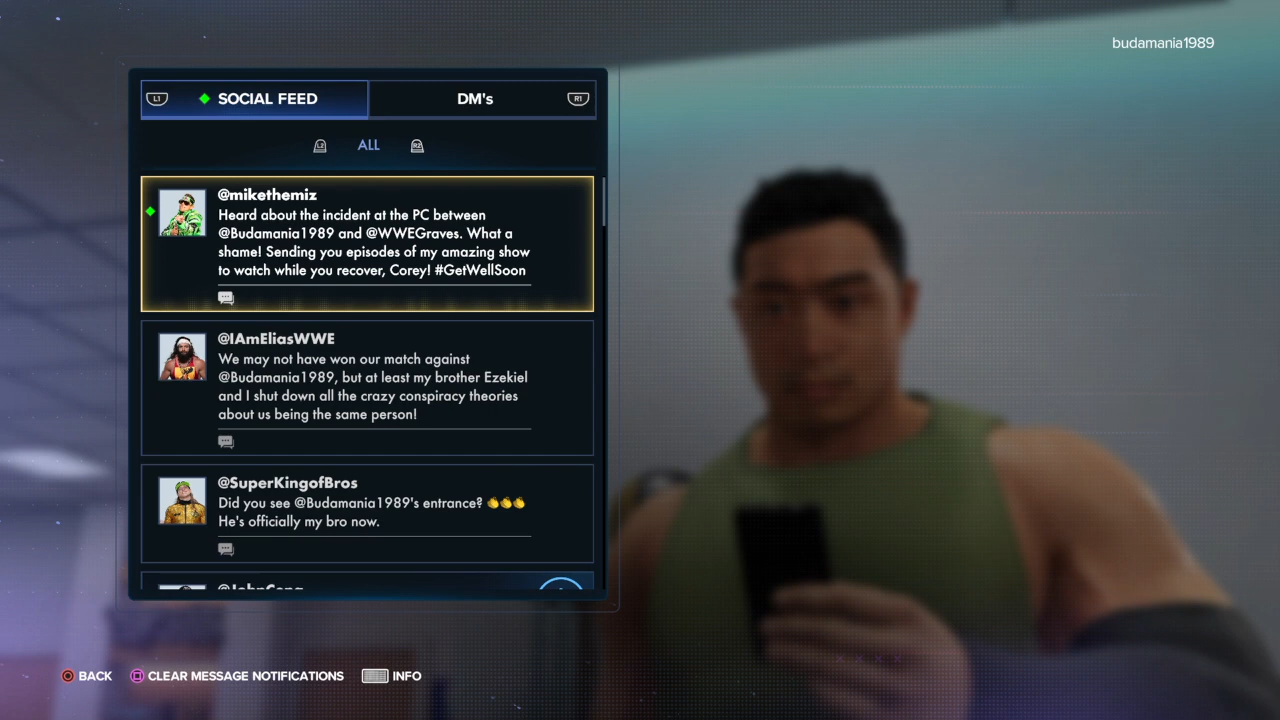 budamania1989
L1 SOCIAL FEED DM's R1
L2 ALL R2
@mikethemiz
Heard about the incident at the PC between
@Budamania1989 and @WWEGraves. What a
shame! Sending you episodes of my amazing show
to watch while you recover, Corey! #GetWellSoon
@IAmEliasWWE
We may not have won our match against
@Budamania1989, but at least my brother Ezekiel
and I shut down all the crazy conspiracy theories
about us being the same person!
@SuperKingofBros
Did you see @Budamania1989's entrance? 👏👏👏
He's officially my bro now.
@JohnCena
BACK CLEAR MESSAGE NOTIFICATIONS INFO